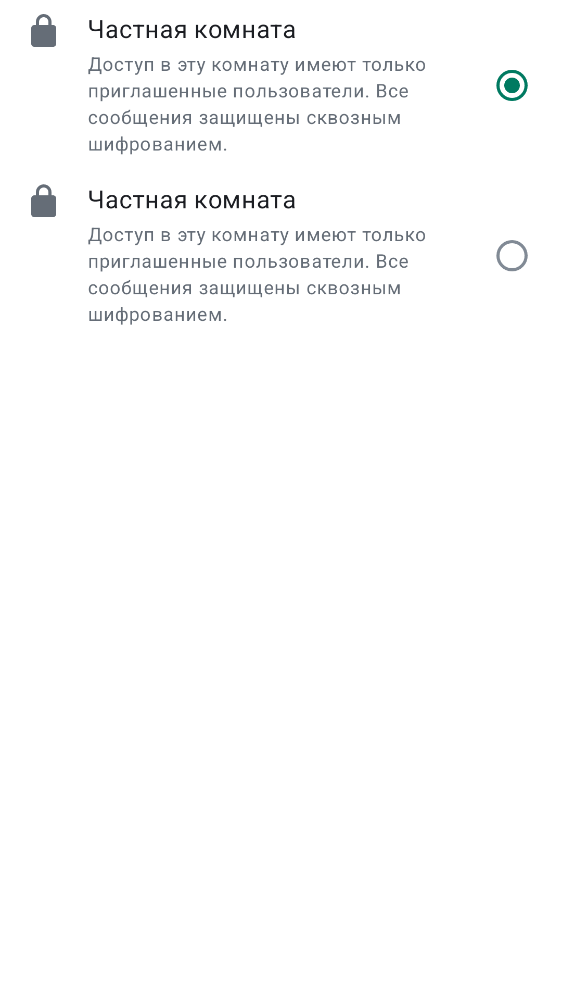 Частная комната
Доступ в эту комнату имеют только
приглашенные пользователи. Все
сообщения защищены сквозным
шифрованием.
Частная комната
Доступ в эту комнату имеют только
приглашенные пользователи. Все
сообщения защищены сквозным
шифрованием.